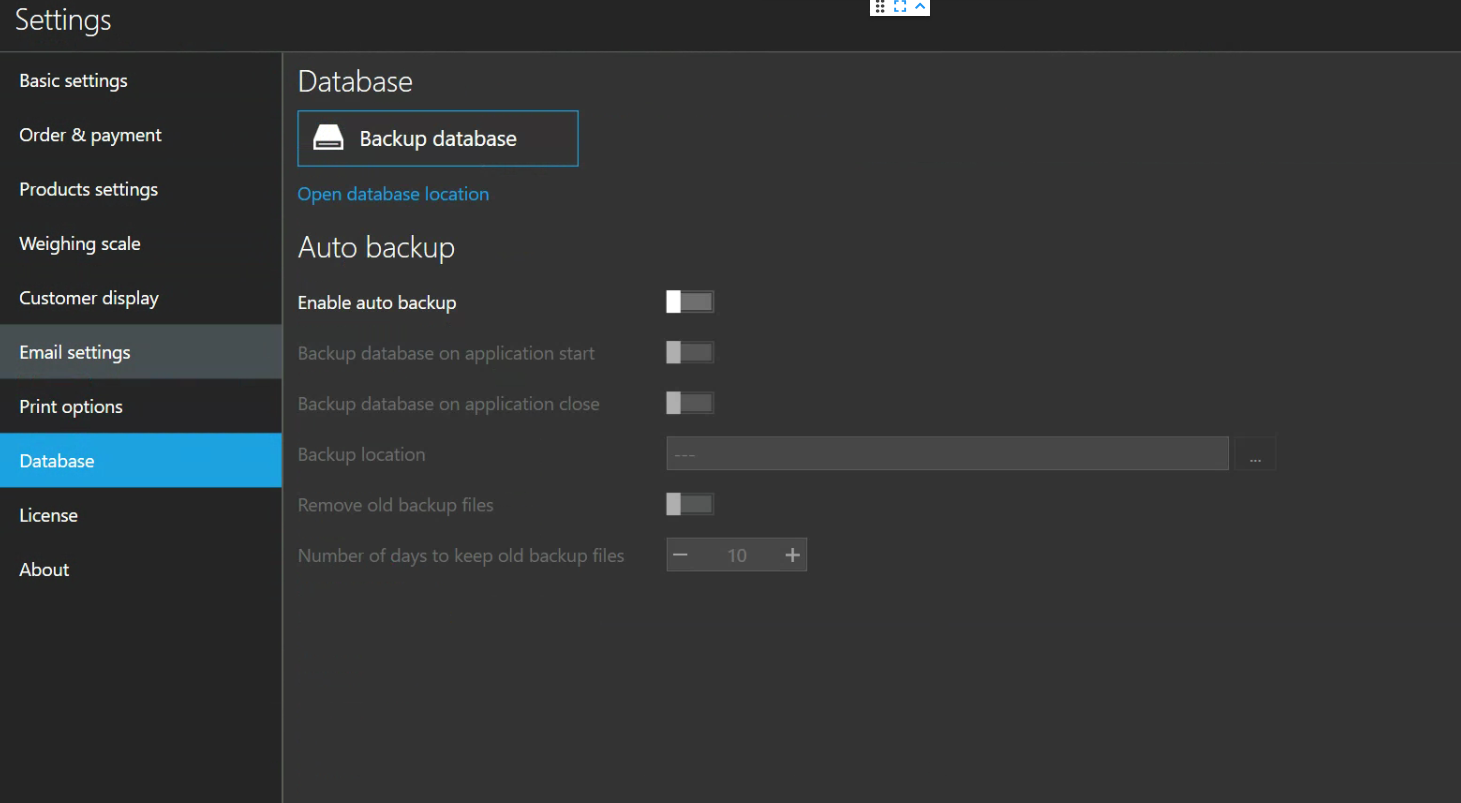 Settings
Basic settings
Order & payment
Products settings
Weighing scale
Customer display
Email settings
Print options
Database
License
About
Database
Backup database
Open database location
Auto backup
Enable auto backup
Backup database on application start
Backup database on application close
Backup location
---
...
Remove old backup files
Number of days to keep old backup files
− 10 +